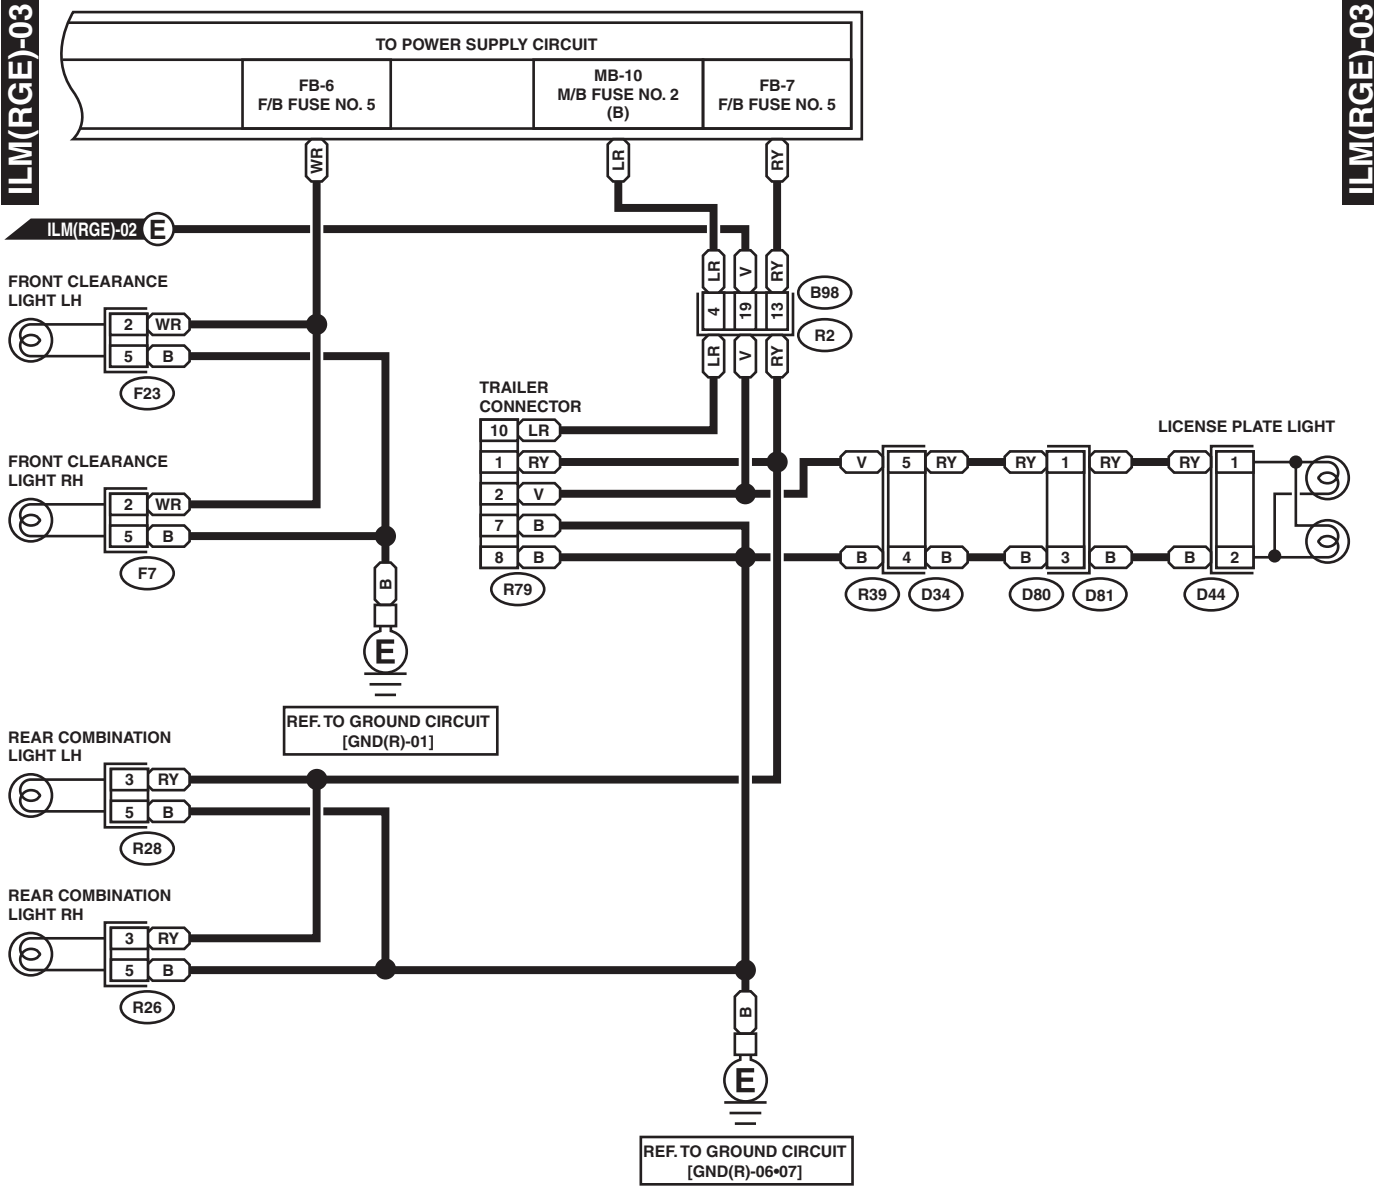 ILM(RGE)-03
ILM(RGE)-03
TO POWER SUPPLY CIRCUIT
FB-6
F/B FUSE NO. 5
MB-10
M/B FUSE NO. 2
(B)
FB-7
F/B FUSE NO. 5
WR
LR
RY
ILM(RGE)-02 E
LR V RY
4 19 13
B98
R2
LR V RY
FRONT CLEARANCE
LIGHT LH
2 WR
5 B
F23
FRONT CLEARANCE
LIGHT RH
2 WR
5 B
F7
B
E
REF. TO GROUND CIRCUIT
[GND(R)-01]
TRAILER
CONNECTOR
10 LR
1 RY
2 V
7 B
8 B
R79
LICENSE PLATE LIGHT
V 5 RY RY 1 RY RY 1
B 4 B B 3 B B 2
R39 D34 D80 D81 D44
REAR COMBINATION
LIGHT LH
3 RY
5 B
R28
REAR COMBINATION
LIGHT RH
3 RY
5 B
R26
B
E
REF. TO GROUND CIRCUIT
[GND(R)-06•07]